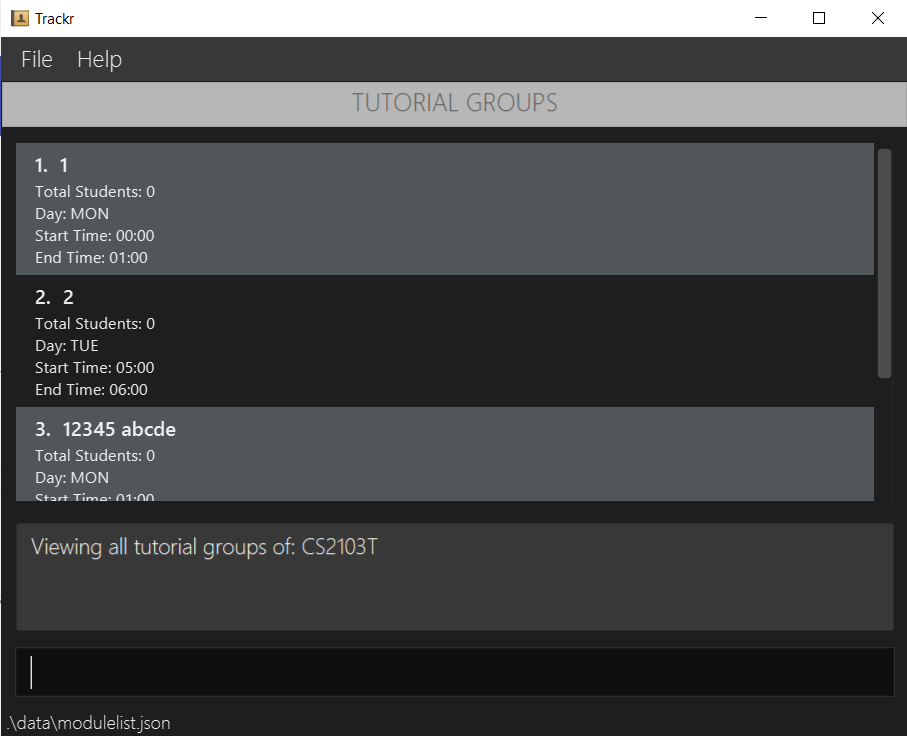 Trackr
File Help
TUTORIAL GROUPS
1. 1
Total Students: 0
Day: MON
Start Time: 00:00
End Time: 01:00
2. 2
Total Students: 0
Day: TUE
Start Time: 05:00
End Time: 06:00
3. 12345 abcde
Total Students: 0
Day: MON
Start Time: 01:00
Viewing all tutorial groups of: CS2103T
.\data\modulelist.json